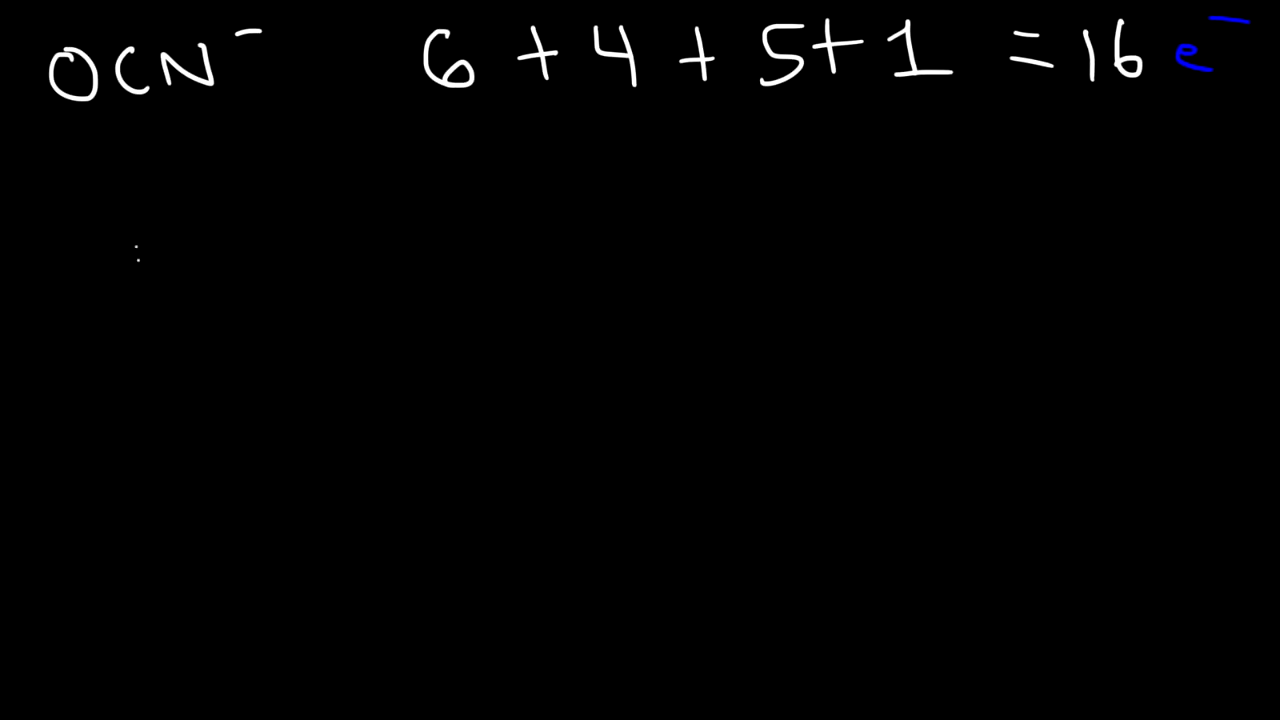 OCN⁻ 6 + 4 + 5 + 1 = 16 e⁻
: